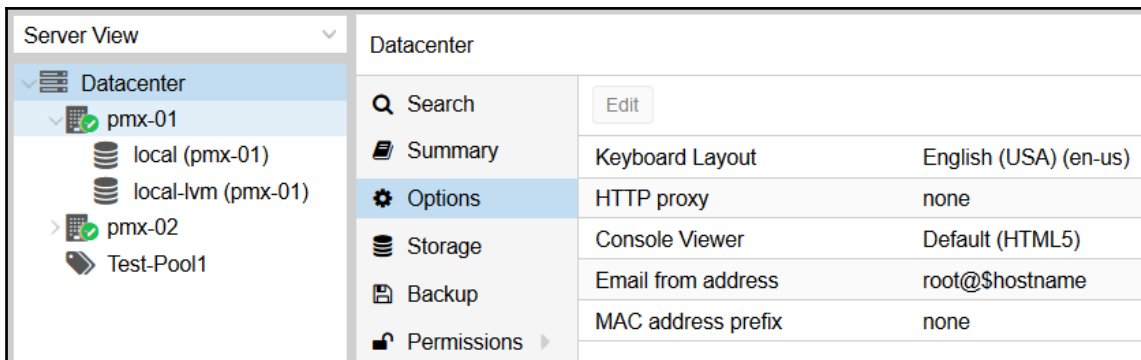 Server View
Datacenter
pmx-01
local (pmx-01)
local-lvm (pmx-01)
pmx-02
Test-Pool1
Datacenter
Search
Summary
Options
Storage
Backup
Permissions
Edit
Keyboard Layout English (USA) (en-us)
HTTP proxy none
Console Viewer Default (HTML5)
Email from address root@$hostname
MAC address prefix none